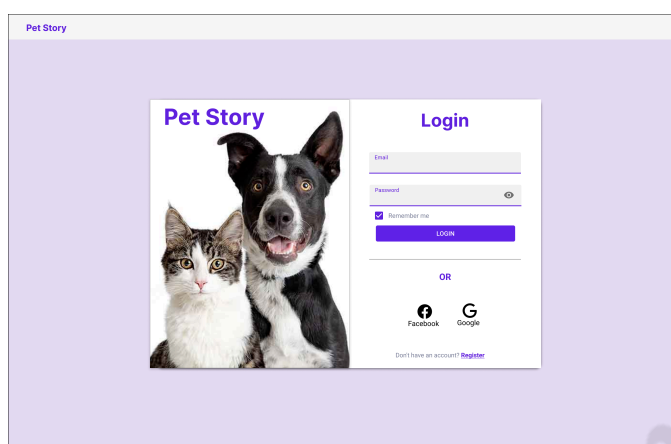 Pet Story
Pet Story
Login
Email
Password
Remember me
LOGIN
OR
Facebook
Google
Don't have an account? Register